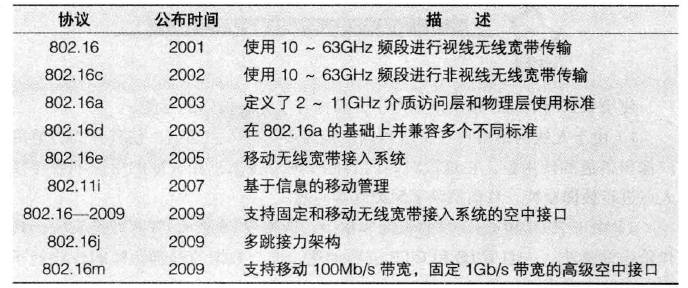 协议 公布时间 描 述
802.16 2001 使用 10 ~ 63GHz 频段进行视线无线宽带传输
802.16c 2002 使用 10 ~ 63GHz 频段进行非视线无线宽带传输
802.16a 2003 定义了 2 ~ 11GHz 介质访问层和物理层使用标准
802.16d 2003 在 802.16a 的基础上并兼容多个不同标准
802.16e 2005 移动无线宽带接入系统
802.11i 2007 基于信息的移动管理
802.16—2009 2009 支持固定和移动无线宽带接入系统的空中接口
802.16j 2009 多跳接力架构
802.16m 2009 支持移动 100Mb/s 带宽，固定 1Gb/s 带宽的高级空中接口